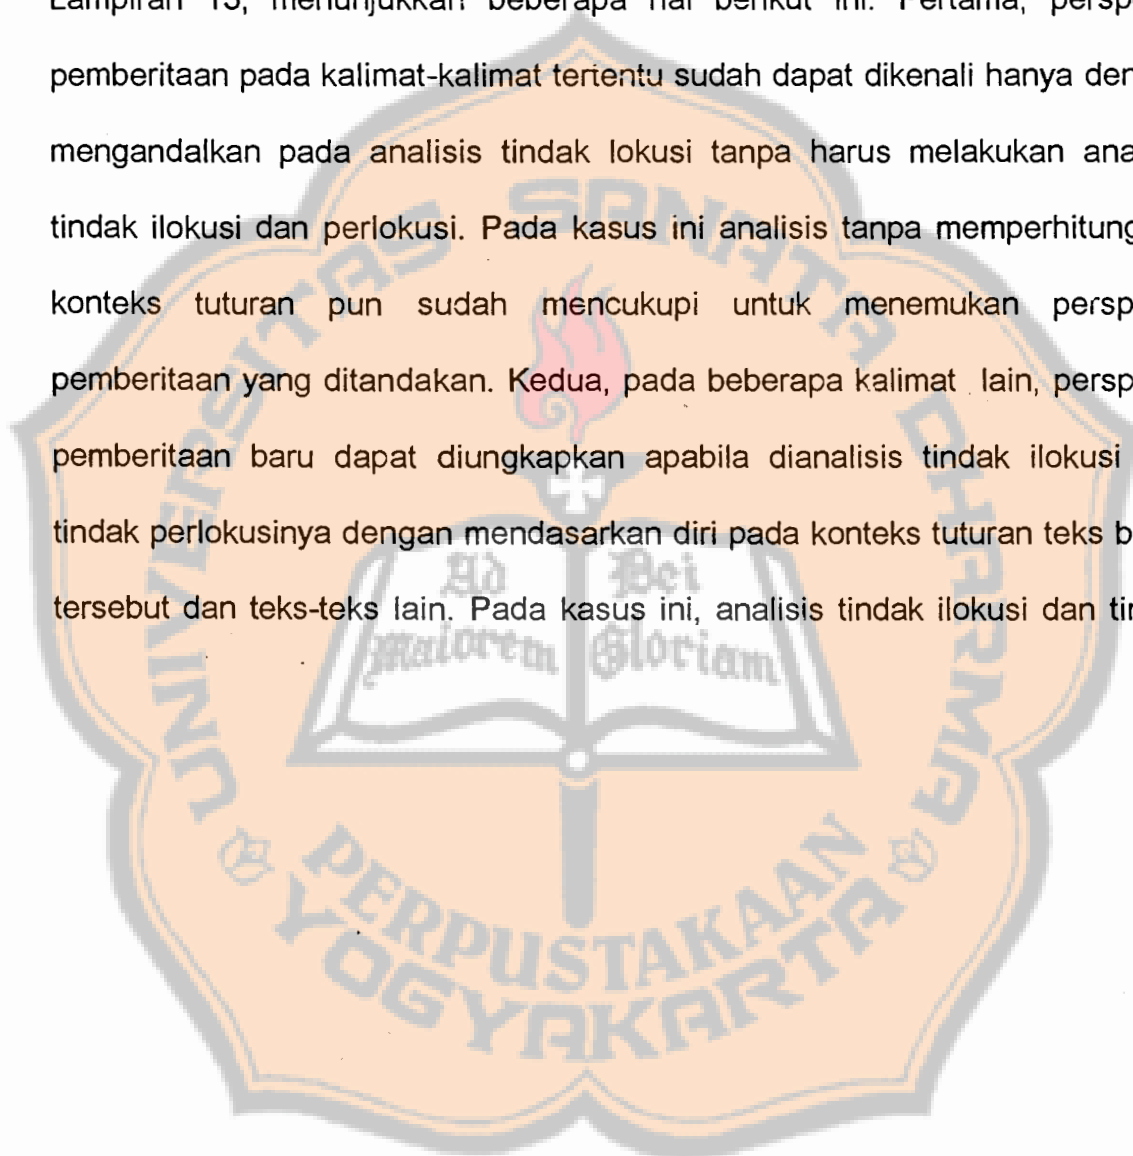 Lampiran 13, menunjukkan beberapa hal berikut ini. Pertama, persp
pemberitaan pada kalimat-kalimat tertentu sudah dapat dikenali hanya den
mengandalkan pada analisis tindak lokusi tanpa harus melakukan ana
tindak ilokusi dan perlokusi. Pada kasus ini analisis tanpa memperhitung
konteks tuturan pun sudah mencukupi untuk menemukan persp
pemberitaan yang ditandakan. Kedua, pada beberapa kalimat lain, persp
pemberitaan baru dapat diungkapkan apabila dianalisis tindak ilokusi
tindak perlokusinya dengan mendasarkan diri pada konteks tuturan teks b
tersebut dan teks-teks lain. Pada kasus ini, analisis tindak ilokusi dan tin
UNIVERSITAS SANATA DHARMA
Ad Dei
maiorem Gloriam
PERPUSTAKAAN
YOGYAKARTA